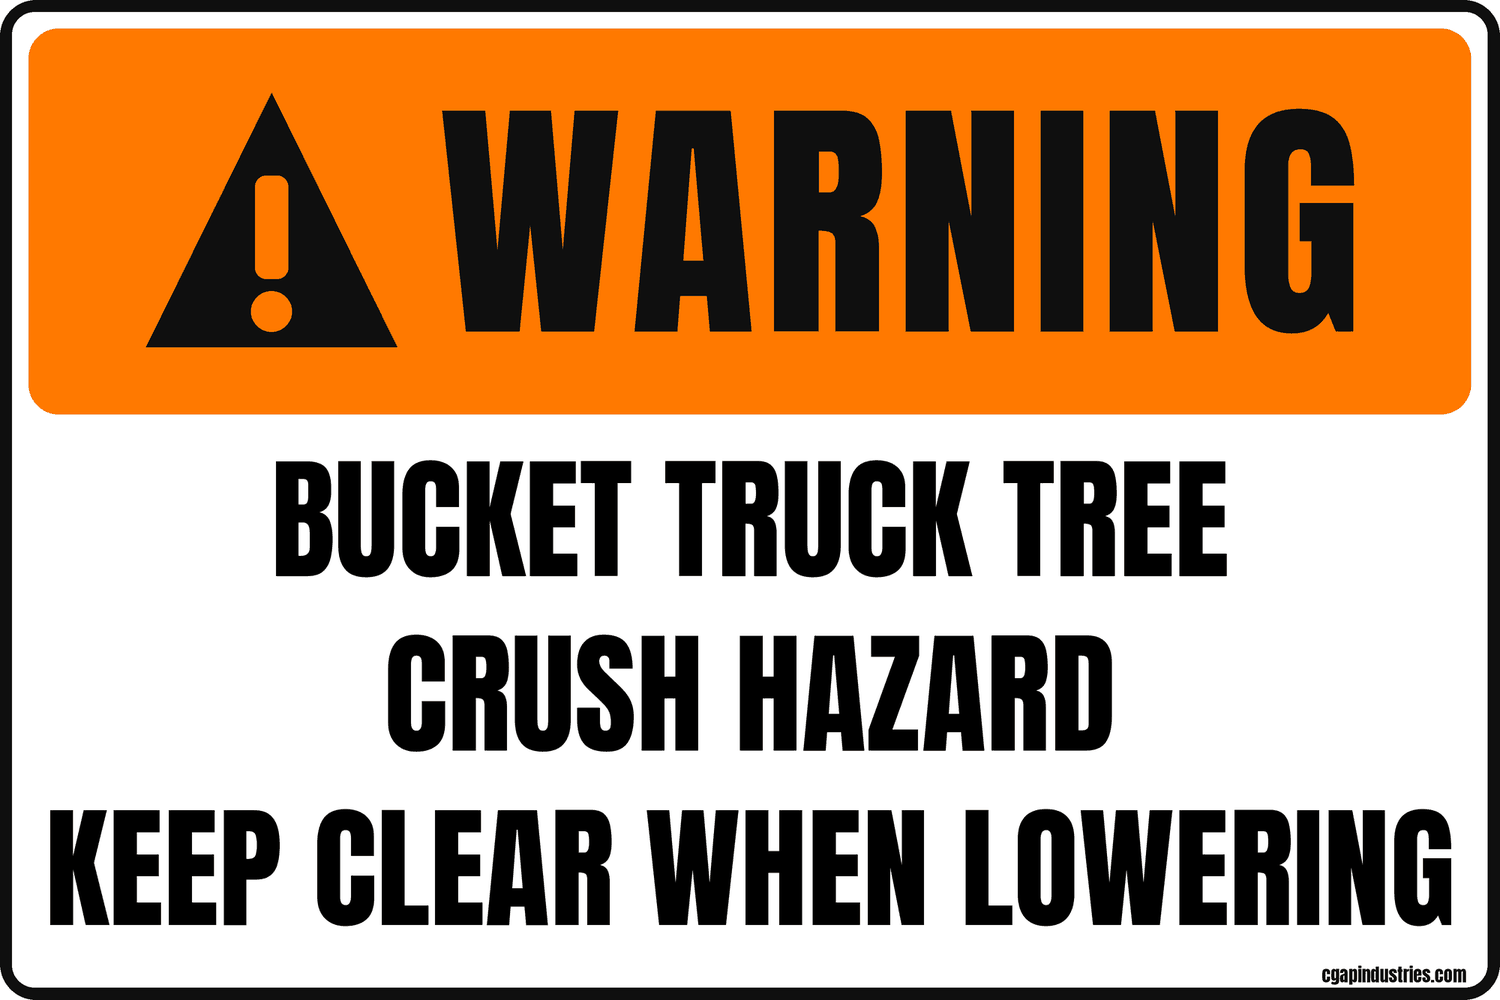 WARNING
BUCKET TRUCK TREE
CRUSH HAZARD
KEEP CLEAR WHEN LOWERING
cgapindustries.com